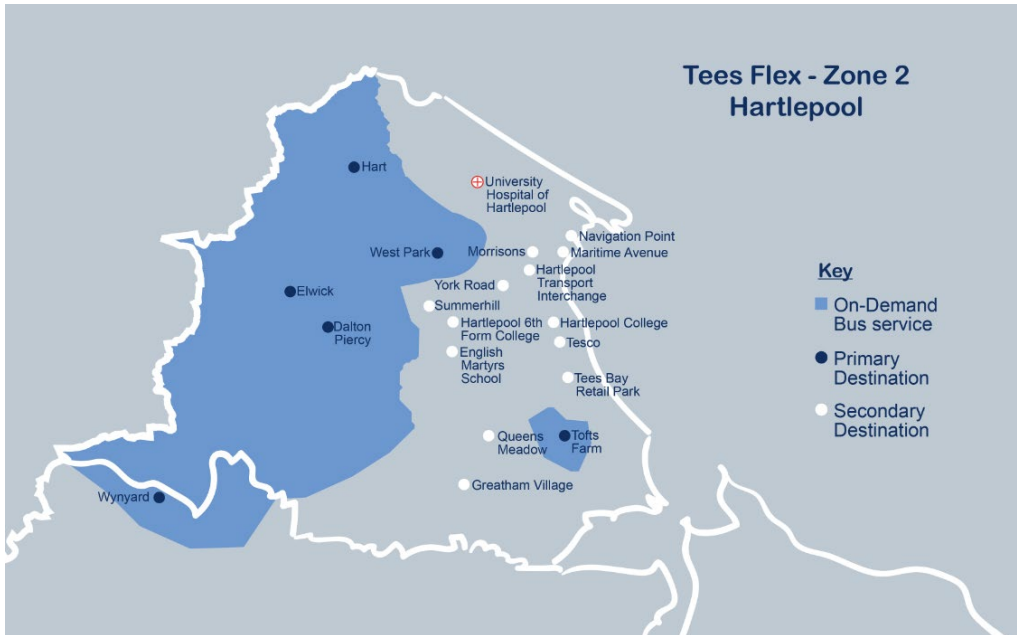 Tees Flex - Zone 2
Hartlepool
Hart
University
Hospital of
Hartlepool
Navigation Point
West Park
Morrisons
Maritime Avenue
Hartlepool
Transport
Interchange
York Road
Elwick
Summerhill
Dalton
Piercy
Hartlepool 6th
Form College
Hartlepool College
Tesco
English
Martyrs
School
Tees Bay
Retail Park
Queens
Meadow
Tofts
Farm
Greatham Village
Wynyard
Key
On-Demand
Bus service
Primary
Destination
Secondary
Destination